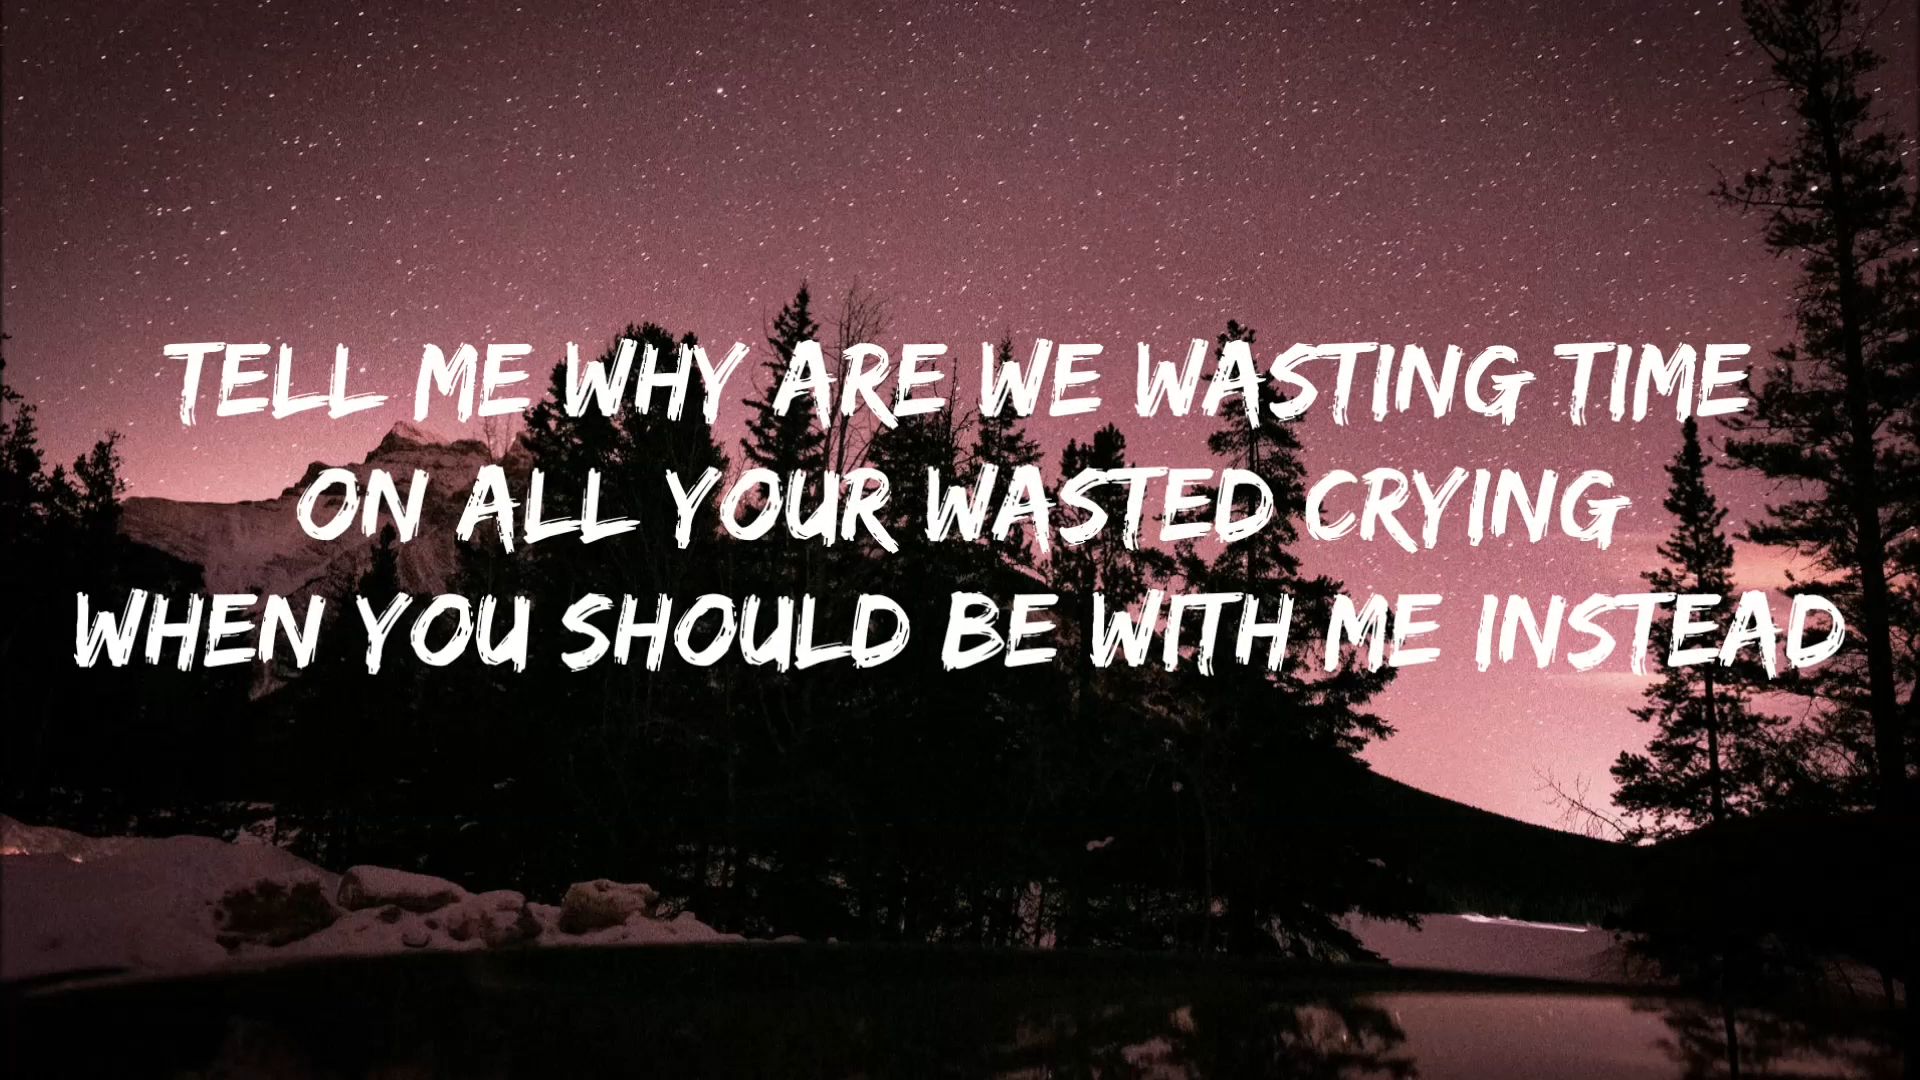 TELL ME WHY ARE WE WASTING TIME
ON ALL YOUR WASTED CRYING
WHEN YOU SHOULD BE WITH ME INSTEAD